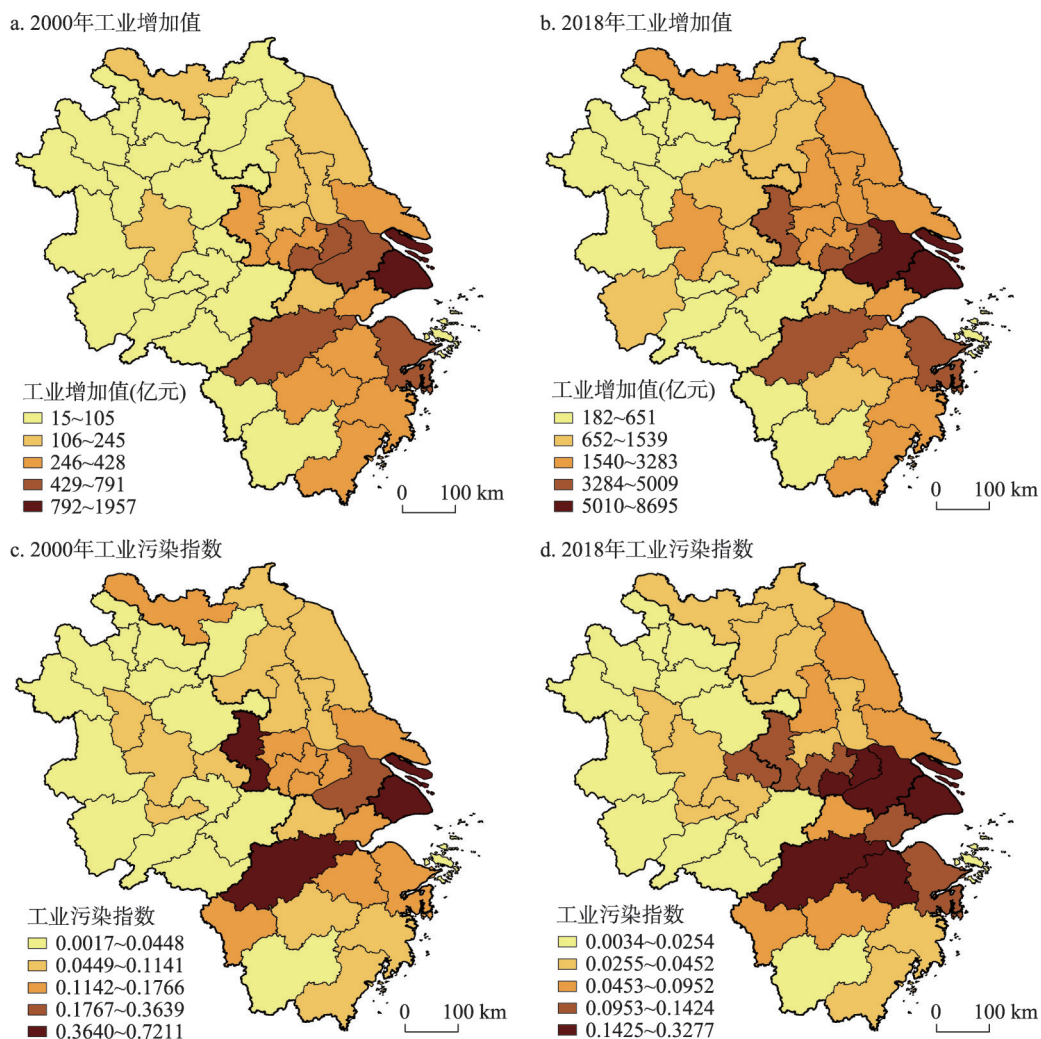 a. 2000年工业增加值
工业增加值(亿元)
15~105
106~245
246~428
429~791
792~1957
0 100 km
b. 2018年工业增加值
工业增加值(亿元)
182~651
652~1539
1540~3283
3284~5009
5010~8695
0 100 km
c. 2000年工业污染指数
工业污染指数
0.0017~0.0448
0.0449~0.1141
0.1142~0.1766
0.1767~0.3639
0.3640~0.7211
0 100 km
d. 2018年工业污染指数
工业污染指数
0.0034~0.0254
0.0255~0.0452
0.0453~0.0952
0.0953~0.1424
0.1425~0.3277
0 100 km